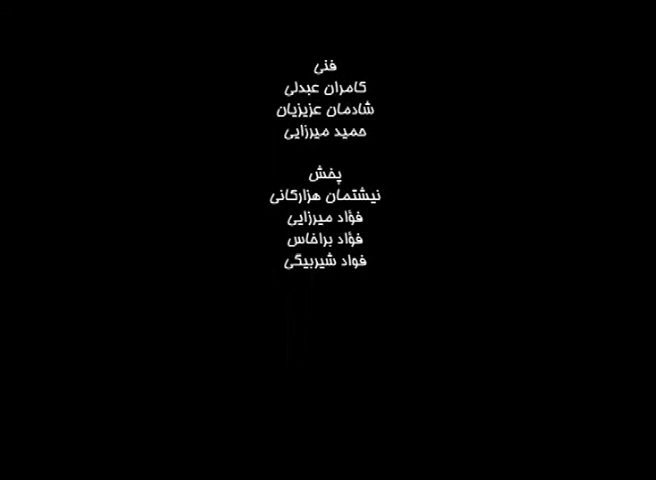 فنی
کامران عبدلی
شادمان عزیزیان
حمید میرزایی
پخش
نیشتمان هزارکانی
فؤاد میرزایی
فؤاد براخاس
فواد شیربیگی